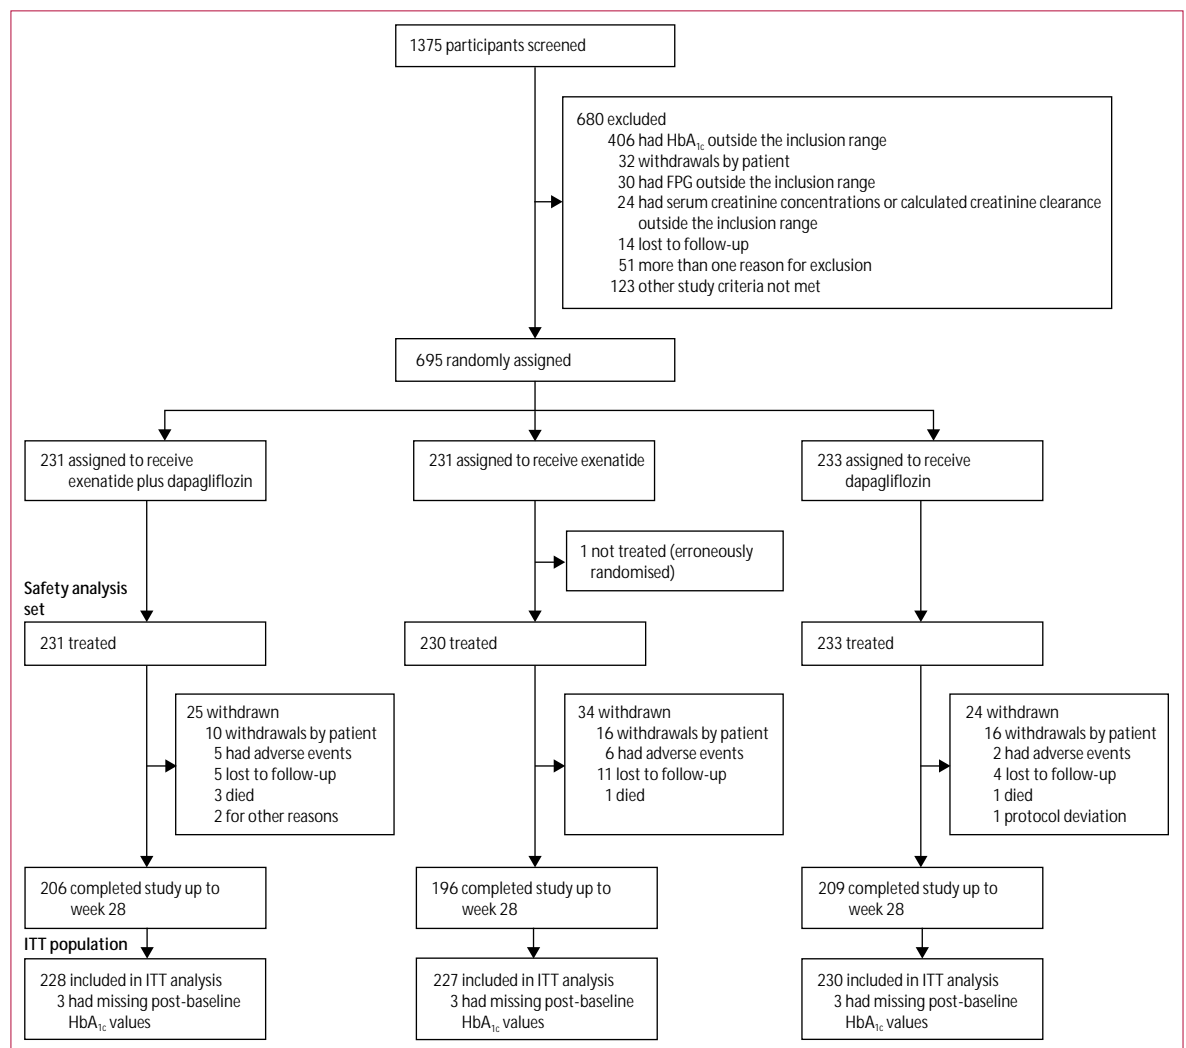 1375 participants screened
680 excluded
406 had HbA1c outside the inclusion range
32 withdrawals by patient
30 had FPG outside the inclusion range
24 had serum creatinine concentrations or calculated creatinine clearance
outside the inclusion range
14 lost to follow-up
51 more than one reason for exclusion
123 other study criteria not met
695 randomly assigned
231 assigned to receive
exenatide plus dapagliflozin
231 assigned to receive exenatide
233 assigned to receive
dapagliflozin
1 not treated (erroneously
randomised)
Safety analysis
set
231 treated
230 treated
233 treated
25 withdrawn
10 withdrawals by patient
5 had adverse events
5 lost to follow-up
3 died
2 for other reasons
34 withdrawn
16 withdrawals by patient
6 had adverse events
11 lost to follow-up
1 died
24 withdrawn
16 withdrawals by patient
2 had adverse events
4 lost to follow-up
1 died
1 protocol deviation
206 completed study up to
week 28
196 completed study up to
week 28
209 completed study up to
week 28
ITT population
228 included in ITT analysis
3 had missing post-baseline
HbA1c values
227 included in ITT analysis
3 had missing post-baseline
HbA1c values
230 included in ITT analysis
3 had missing post-baseline
HbA1c values